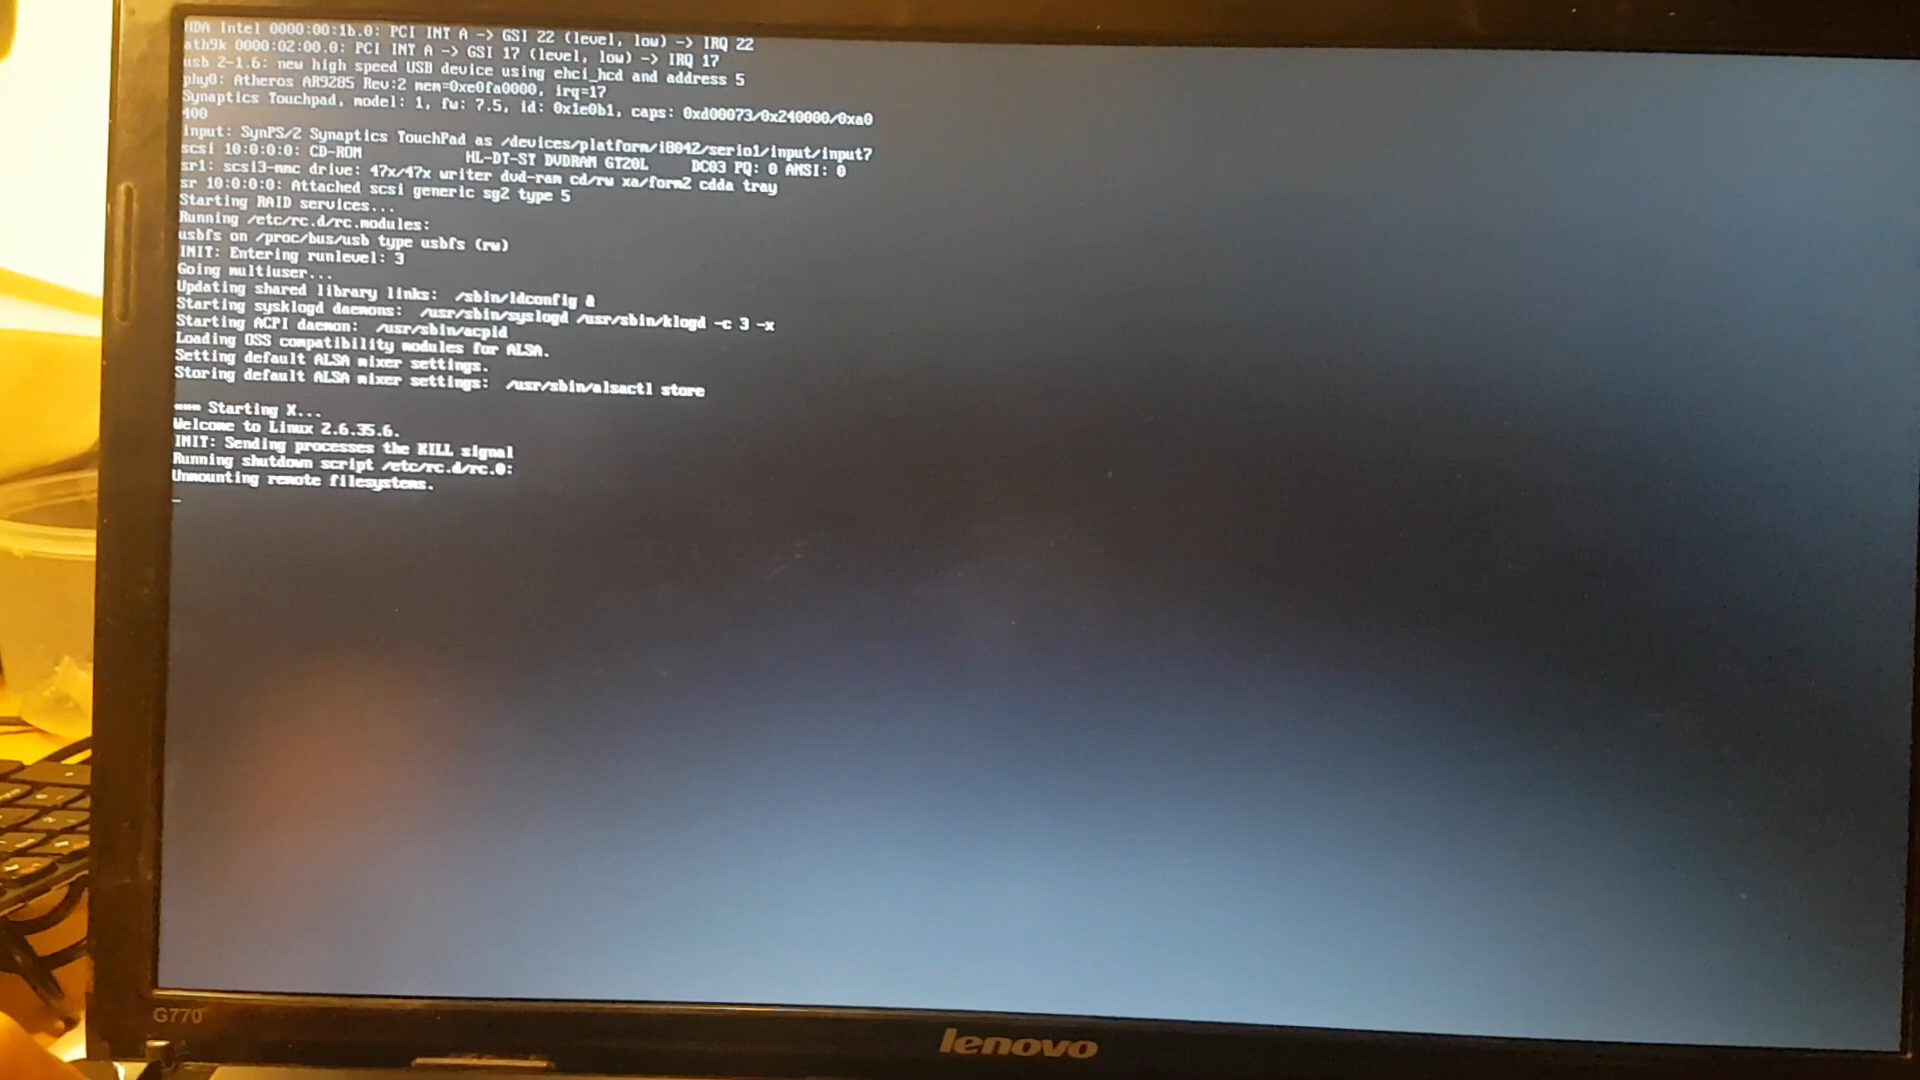 HDA Intel 0000:00:1b.0: PCI INT A -> GSI 22 (level, low) -> IRQ 22
ath9k 0000:02:00.0: PCI INT A -> GSI 17 (level, low) -> IRQ 17
usb 2-1.6: new high speed USB device using ehci_hcd and address 5
phy0: Atheros AR9285 Rev:2 mem=0xe0fa0000, irq=17
Synaptics Touchpad, model: 1, fw: 7.5, id: 0x1e0b1, caps: 0xd00073/0x240000/0xa0
400
input: SynPS/2 Synaptics TouchPad as /devices/platform/i8042/serio1/input/input7
scsi 10:0:0:0: CD-ROM HL-DT-ST DVDRAM GT20L DC03 PQ: 0 ANSI: 0
sr1: scsi3-mmc drive: 47x/47x writer dvd-ram cd/rw xa/form2 cdda tray
sr 10:0:0:0: Attached scsi generic sg2 type 5
Starting RAID services...
Running /etc/rc.d/rc.modules:
usbfs on /proc/bus/usb type usbfs (rw)
INIT: Entering runlevel: 3
Going multiuser...
Updating shared library links:  /sbin/ldconfig &
Starting sysklogd daemons:  /usr/sbin/syslogd /usr/sbin/klogd -c 3 -x
Starting ACPI daemon:  /usr/sbin/acpid
Loading OSS compatibility modules for ALSA.
Setting default ALSA mixer settings.
Storing default ALSA mixer settings:  /usr/sbin/alsactl store
=== Starting X...
Welcome to Linux 2.6.35.6.
INIT: Sending processes the KILL signal
Running shutdown script /etc/rc.d/rc.0:
Unmounting remote filesystems.
_
G770
lenovo